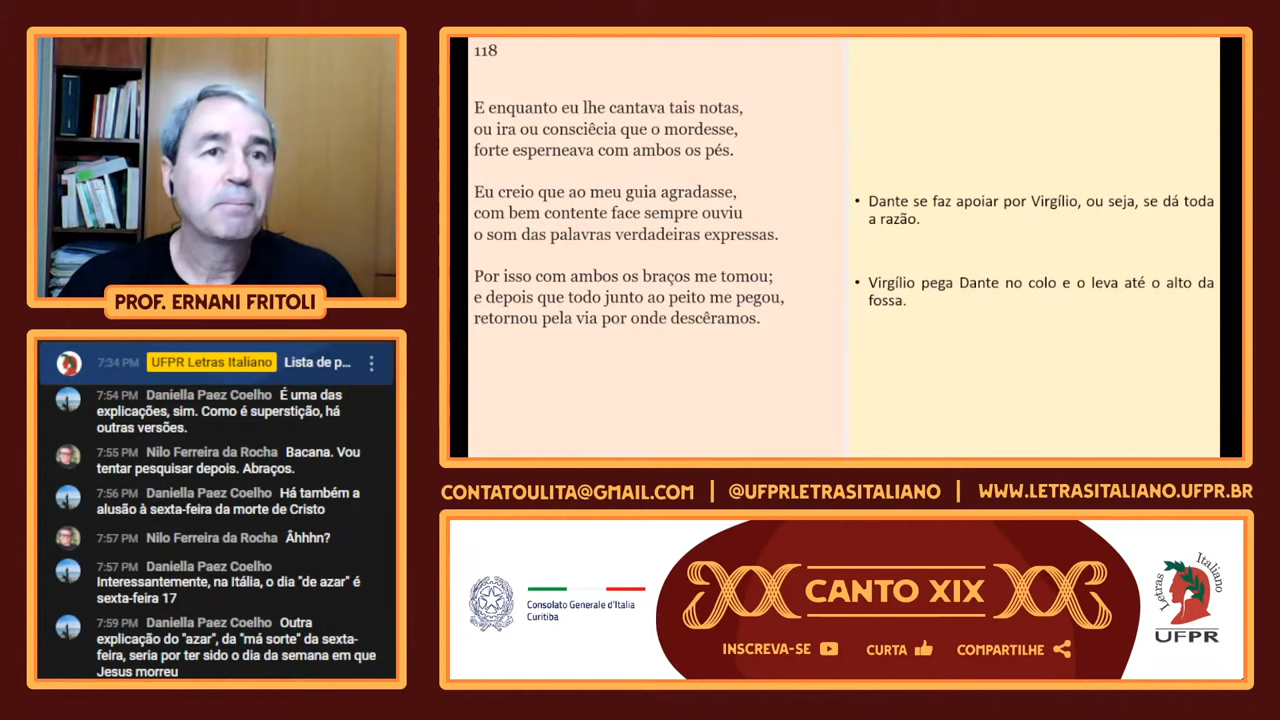 118
E enquanto eu lhe cantava tais notas,
ou ira ou consciêcia que o mordesse,
forte esperneava com ambos os pés.
Eu creio que ao meu guia agradasse,
com bem contente face sempre ouviu
o som das palavras verdadeiras expressas.
Por isso com ambos os braços me tomou;
e depois que todo junto ao peito me pegou,
retornou pela via por onde descêramos.
• Dante se faz apoiar por Virgílio, ou seja, se dá toda
a razão.
• Virgílio pega Dante no colo e o leva até o alto da
fossa.
PROF. ERNANI FRITOLI
7:34 PM UFPR Letras Italiano Lista de p...
7:54 PM Daniella Paez Coelho É uma das
explicações, sim. Como é superstição, há
outras versões.
7:55 PM Nilo Ferreira da Rocha Bacana. Vou
tentar pesquisar depois. Abraços.
7:56 PM Daniella Paez Coelho Há também a
alusão à sexta-feira da morte de Cristo
7:57 PM Nilo Ferreira da Rocha Âhhhn?
7:57 PM Daniella Paez Coelho
Interessantemente, na Itália, o dia "de azar" é
sexta-feira 17
7:59 PM Daniella Paez Coelho Outra
explicação do "azar", da "má sorte" da sexta-
feira, seria por ter sido o dia da semana em que
Jesus morreu
CONTATOULITA@GMAIL.COM | @UFPRLETRASITALIANO | WWW.LETRASITALIANO.UFPR.BR
Consolato Generale d'Italia
Curitiba
CANTO XIX
INSCREVA-SE CURTA COMPARTILHE
Letras Italiano
UFPR